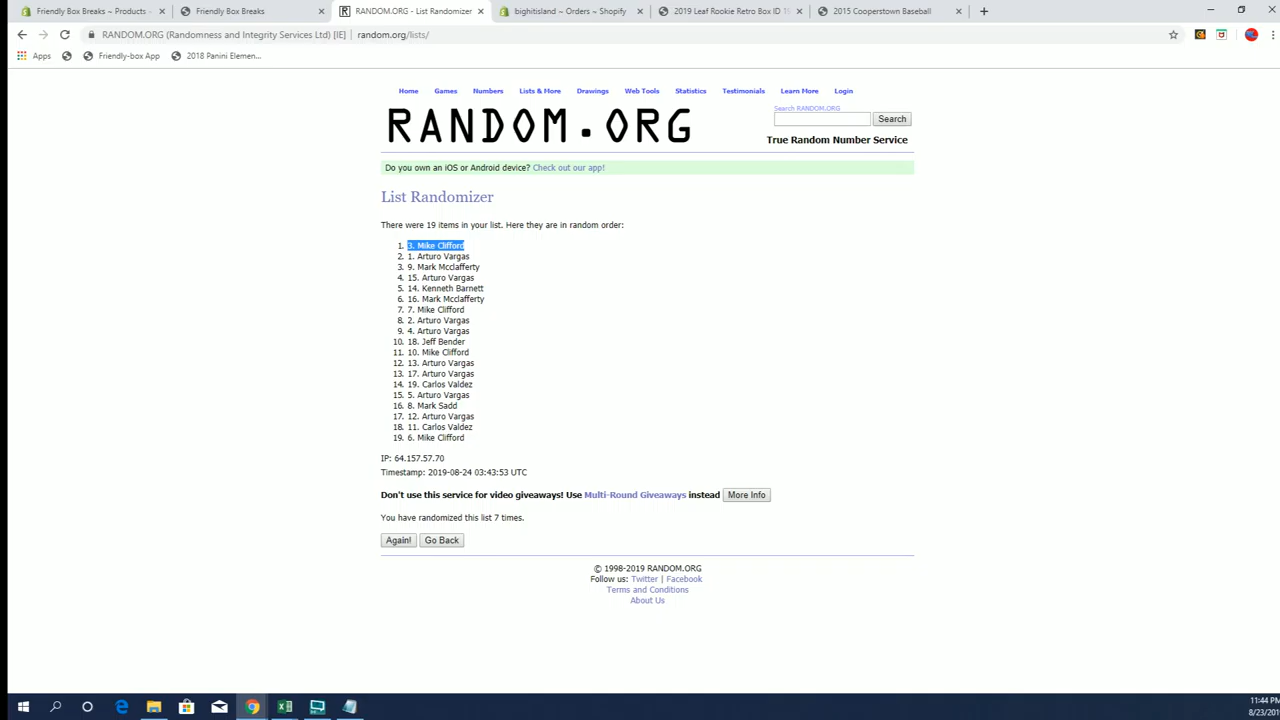 Friendly Box Breaks ~ Products ~
Friendly Box Breaks
RANDOM.ORG - List Randomizer
bighitisland ~ Orders ~ Shopify
2019 Leaf Rookie Retro Box ID 1
2015 Cooperstown Baseball
RANDOM.ORG (Randomness and Integrity Services Ltd) [IE] | random.org/lists/
Apps
Friendly-box App
2018 Panini Elemen...
Home Games Numbers Lists & More Drawings Web Tools Statistics Testimonials Learn More Login
RANDOM.ORG
Search RANDOM.ORG
Search
True Random Number Service
Do you own an iOS or Android device? Check out our app!
List Randomizer
There were 19 items in your list. Here they are in random order:
1. 3. Mike Clifford
2. 1. Arturo Vargas
3. 9. Mark Mcclafferty
4. 15. Arturo Vargas
5. 14. Kenneth Barnett
6. 16. Mark Mcclafferty
7. 7. Mike Clifford
8. 2. Arturo Vargas
9. 4. Arturo Vargas
10. 18. Jeff Bender
11. 10. Mike Clifford
12. 13. Arturo Vargas
13. 17. Arturo Vargas
14. 19. Carlos Valdez
15. 5. Arturo Vargas
16. 8. Mark Sadd
17. 12. Arturo Vargas
18. 11. Carlos Valdez
19. 6. Mike Clifford
IP: 64.157.57.70
Timestamp: 2019-08-24 03:43:53 UTC
Don't use this service for video giveaways! Use Multi-Round Giveaways instead More Info
You have randomized this list 7 times.
Again! Go Back
© 1998-2019 RANDOM.ORG
Follow us: Twitter | Facebook
Terms and Conditions
About Us
11:44 PM
8/23/201